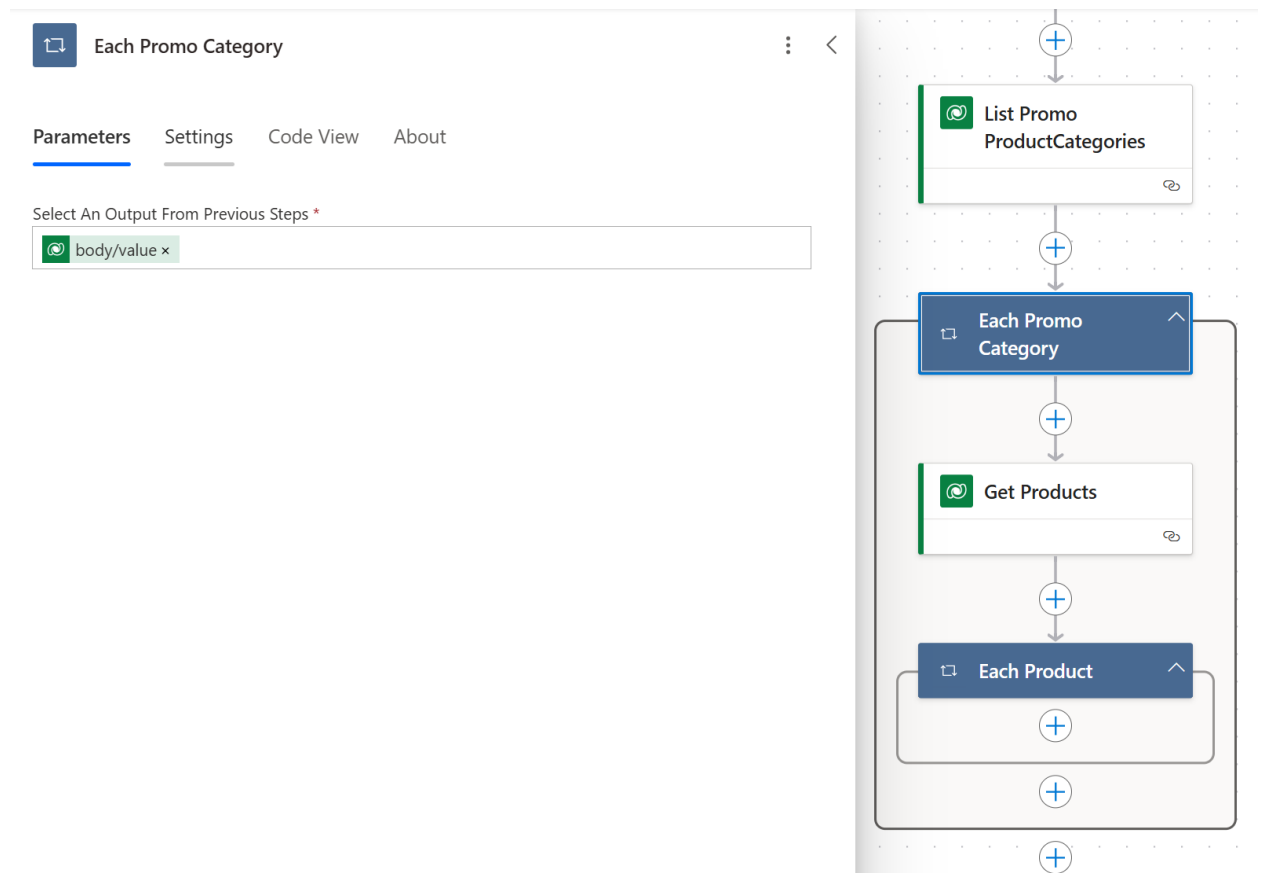 Each Promo Category
Parameters
Settings
Code View
About
Select An Output From Previous Steps *
body/value ×
List Promo
ProductCategories
Each Promo
Category
Get Products
Each Product